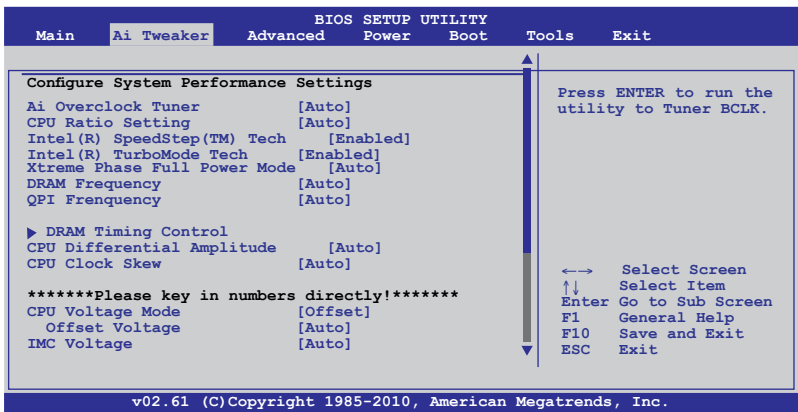 BIOS SETUP UTILITY
Main Ai Tweaker Advanced Power Boot Tools Exit
Configure System Performance Settings
Ai Overclock Tuner [Auto]
CPU Ratio Setting [Auto]
Intel(R) SpeedStep(TM) Tech [Enabled]
Intel(R) TurboMode Tech [Enabled]
Xtreme Phase Full Power Mode [Auto]
DRAM Frequency [Auto]
QPI Frenquency [Auto]
DRAM Timing Control
CPU Differential Amplitude [Auto]
CPU Clock Skew [Auto]
*******Please key in numbers directly!*******
CPU Voltage Mode [Offset]
Offset Voltage [Auto]
IMC Voltage [Auto]
Press ENTER to run the
utility to Tuner BCLK.
←→ Select Screen
↑↓ Select Item
Enter Go to Sub Screen
F1 General Help
F10 Save and Exit
ESC Exit
v02.61 (C)Copyright 1985-2010, American Megatrends, Inc.